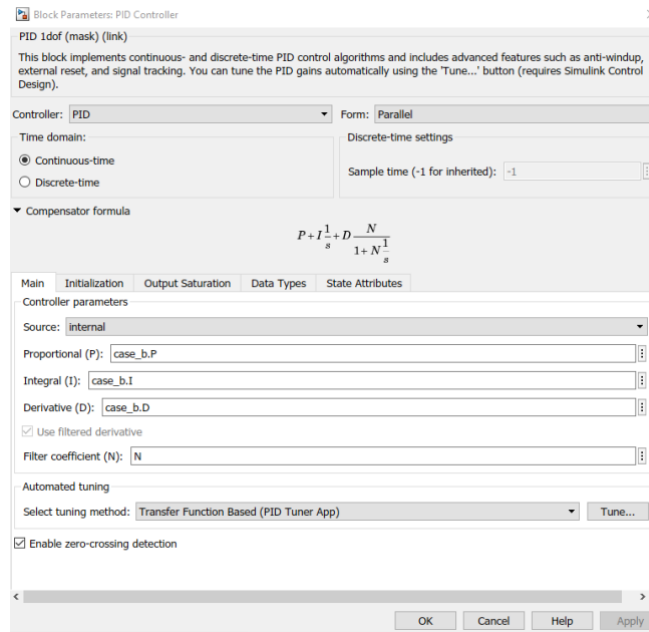 Block Parameters: PID Controller
PID 1dof (mask) (link)
This block implements continuous- and discrete-time PID control algorithms and includes advanced features such as anti-windup,
external reset, and signal tracking. You can tune the PID gains automatically using the 'Tune...' button (requires Simulink Control
Design).
Controller: PID Form: Parallel
Time domain: Discrete-time settings
Continuous-time
Sample time (-1 for inherited): -1
Discrete-time
Compensator formula
P + I 1/s + D N/(1 + N 1/s)
Main Initialization Output Saturation Data Types State Attributes
Controller parameters
Source: internal
Proportional (P): case_b.P
Integral (I): case_b.I
Derivative (D): case_b.D
Use filtered derivative
Filter coefficient (N): N
Automated tuning
Select tuning method: Transfer Function Based (PID Tuner App) Tune...
Enable zero-crossing detection
OK Cancel Help Apply